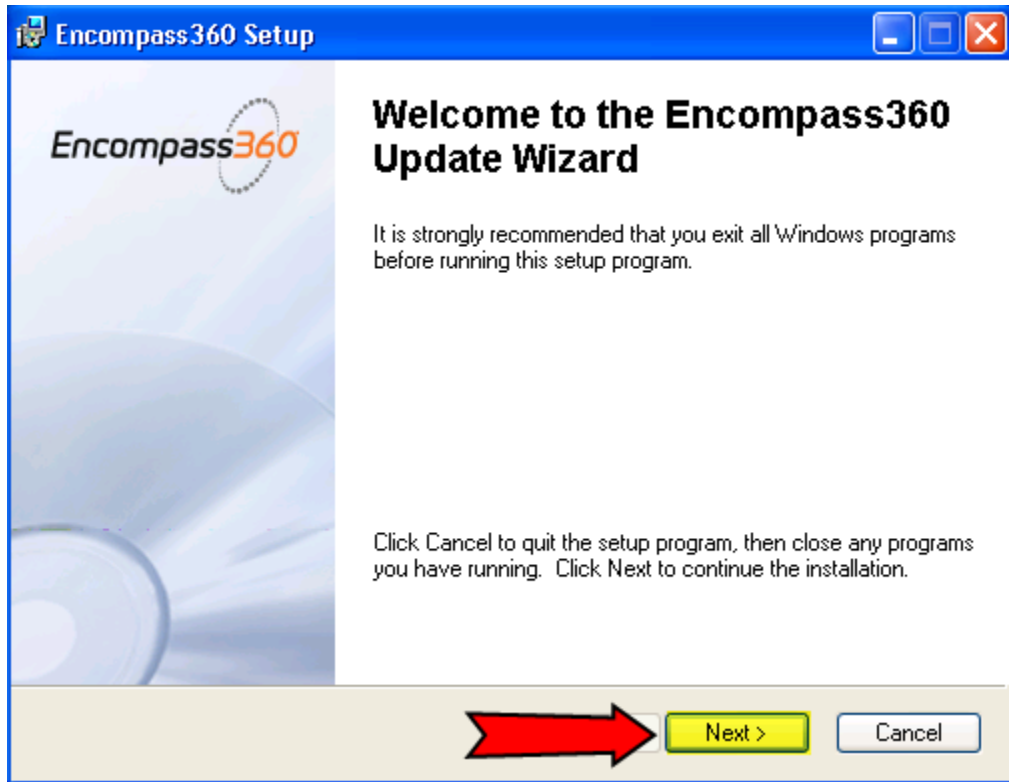 Encompass360 Setup
Encompass360
Welcome to the Encompass360
Update Wizard
It is strongly recommended that you exit all Windows programs
before running this setup program.
Click Cancel to quit the setup program, then close any programs
you have running.  Click Next to continue the installation.
Next >
Cancel